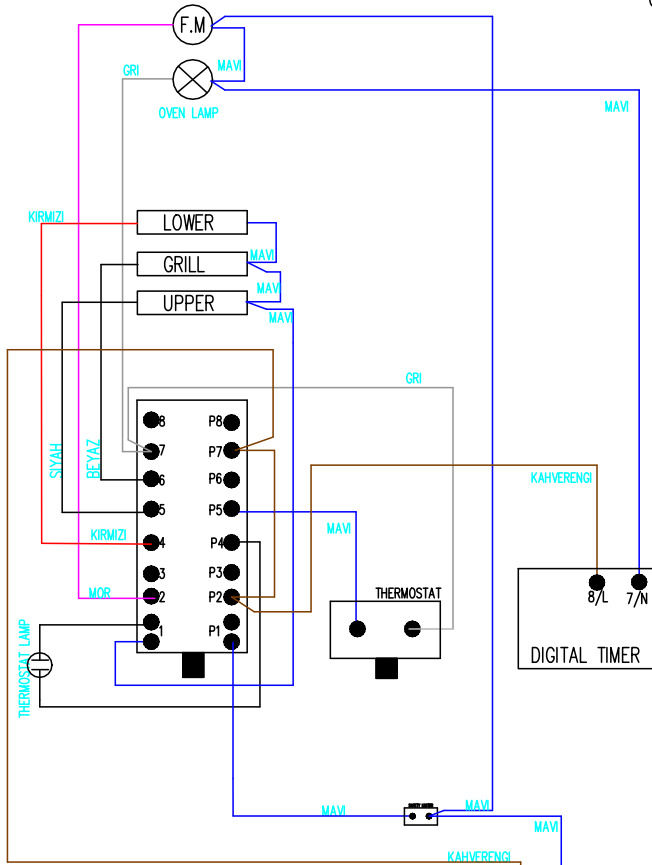 F.M
MAVI
GRI
OVEN LAMP
MAVI
KIRMIZI
LOWER
MAVI
GRILL
MAVI
UPPER
MAVI
GRI
SIYAH
BEYAZ
8 P8
7 P7
6 P6
5 P5
4 P4
3 P3
2 P2
1 P1
KAHVERENGI
MAVI
KIRMIZI
MOR
THERMOSTAT
8/L 7/N
DIGITAL TIMER
THERMOSTAT LAMP
MAVI
MAVI
MAVI
KAHVERENGI